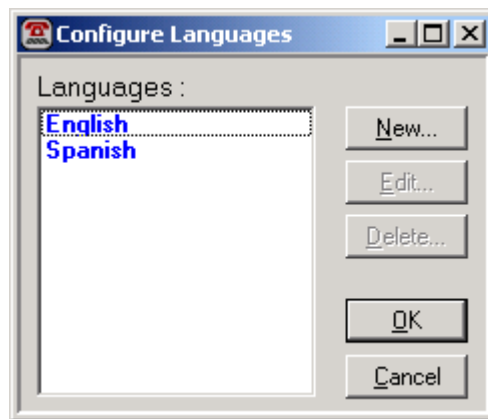 Configure Languages
Languages :
English
Spanish
New...
Edit...
Delete...
OK
Cancel